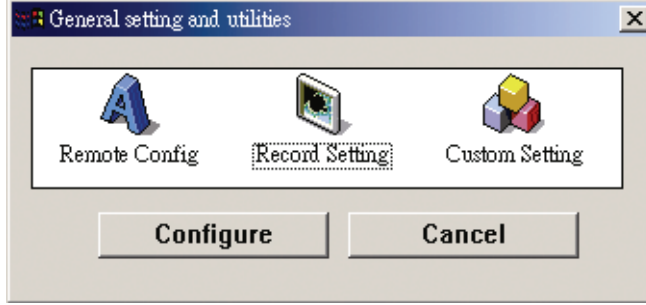 General setting and utilities
Remote Config Record Setting Custom Setting
Configure Cancel